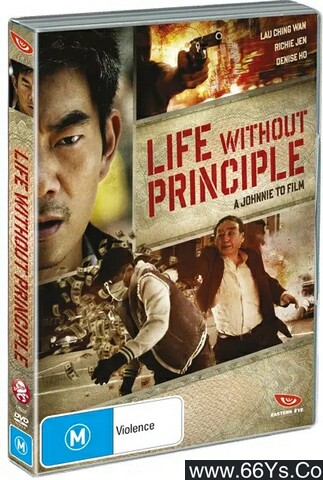 LAU CHING WAN
RICHIE JEN
DENISE HO
LIFE WITHOUT
PRINCIPLE
A JOHNNIE TO FILM
LIFE WITHOUT PRINCIPLE
DVD
M
M
Violence
EASTERN EYE
www.66Ys.Co